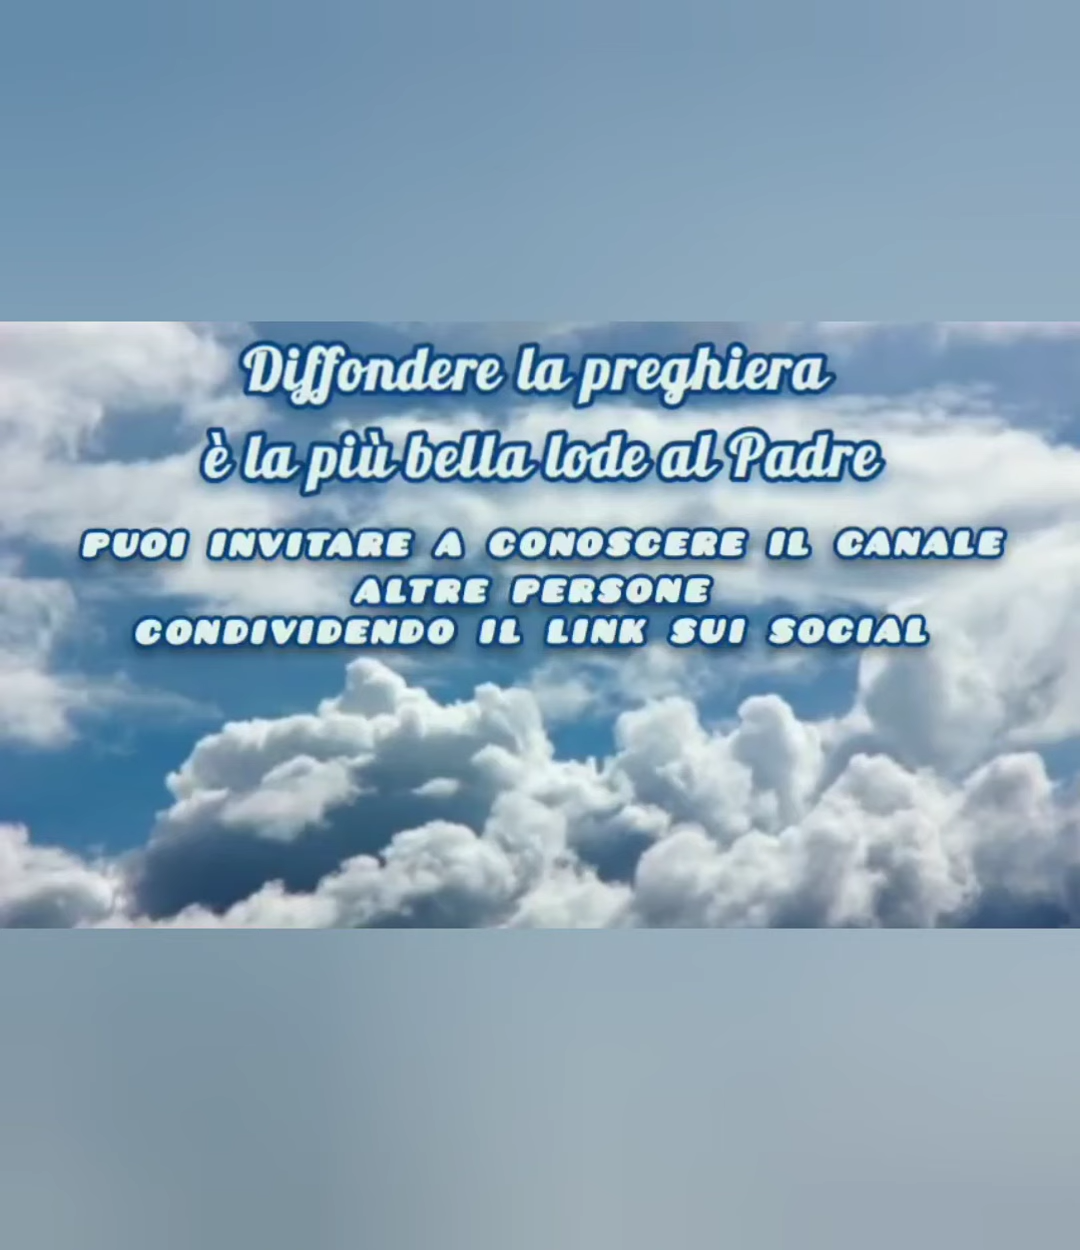 Diffondere la preghiera
è la più bella lode al Padre
PUOI INVITARE A CONOSCERE IL CANALE
ALTRE PERSONE
CONDIVIDENDO IL LINK SUI SOCIAL